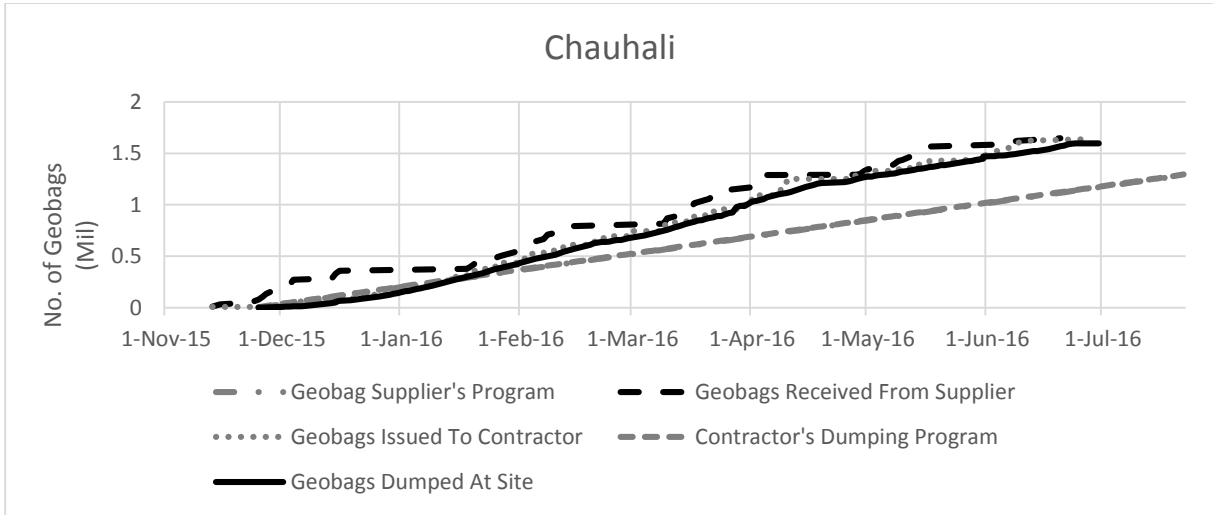 Chauhali
No. of Geobags
(Mil)
2
1.5
1
0.5
0
1-Nov-15 1-Dec-15 1-Jan-16 1-Feb-16 1-Mar-16 1-Apr-16 1-May-16 1-Jun-16 1-Jul-16
Geobag Supplier's Program Geobags Received From Supplier
Geobags Issued To Contractor Contractor's Dumping Program
Geobags Dumped At Site